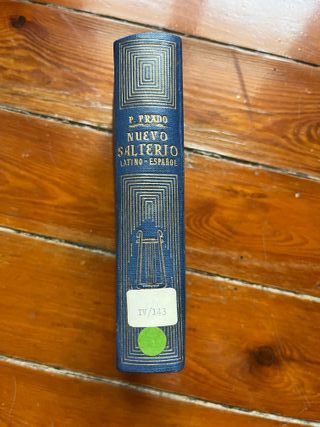 P. PRADO
NUEVO
SALTERIO
LATINO-ESPAÑOL
IV/143